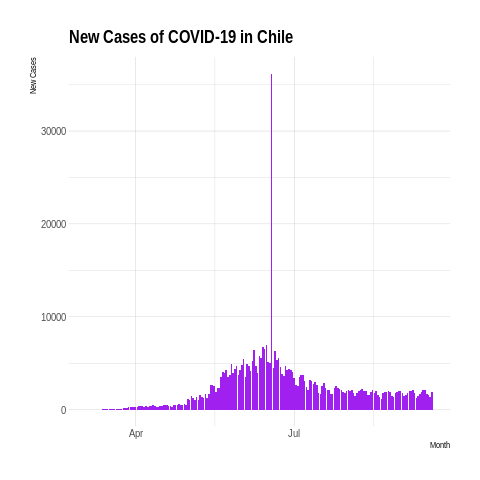 New Cases of COVID-19 in Chile
New Cases
30000
20000
10000
0
Apr
Jul
Month